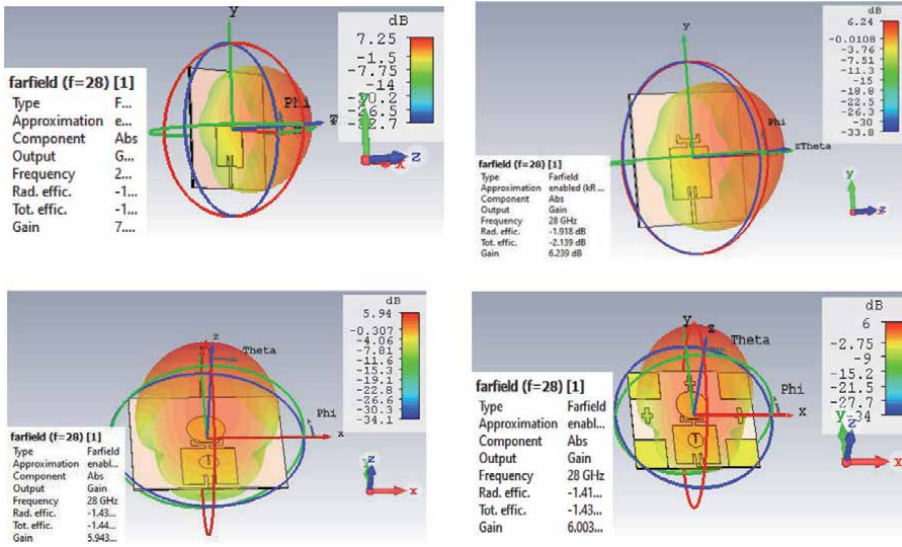 y
dB
7.25
-1.5
-7.75
-14
-20.2
-26.5
-32.7
Phi
y
z
x
farfield (f=28) [1]
Type F...
Approximation e...
Component Abs
Output G...
Frequency 2...
Rad. effic. -1...
Tot. effic. -1...
Gain 7....
y
dB
6.24
-0.0108
-3.76
-7.51
-11.3
-15
-18.8
-22.5
-26.3
-30
-33.8
Phi
zTheta
y
z
farfield (f=28) [1]
Type Farfield
Approximation enabled (kR ...
Component Abs
Output Gain
Frequency 28 GHz
Rad. effic. -1.918 dB
Tot. effic. -2.139 dB
Gain 6.239 dB
z
Theta
Phi
x
dB
5.94
-0.307
-4.06
-7.81
-11.6
-15.3
-19.1
-22.8
-26.6
-30.3
-34.1
z
x
farfield (f=28) [1]
Type Farfield
Approximation enabl...
Component Abs
Output Gain
Frequency 28 GHz
Rad. effic. -1.43...
Tot. effic. -1.44...
Gain 5.943...
y
z
Theta
Phi
x
dB
6
-2.75
-9
-15.2
-21.5
-27.7
-34
y
z
x
farfield (f=28) [1]
Type Farfield
Approximation enabl...
Component Abs
Output Gain
Frequency 28 GHz
Rad. effic. -1.41...
Tot. effic. -1.43...
Gain 6.003...